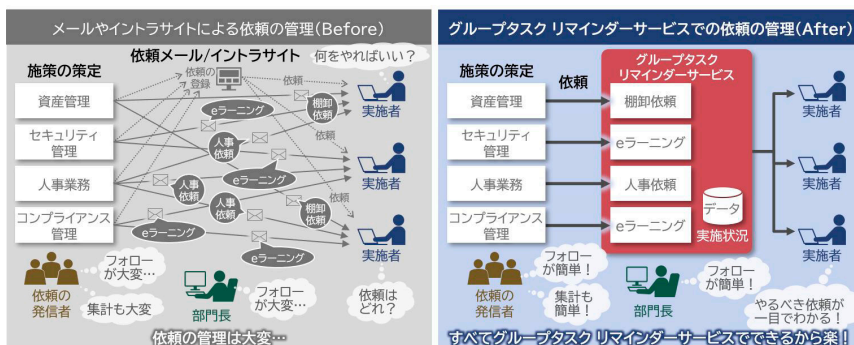 メールやイントラサイトによる依頼の管理(Before)
施策の策定
依頼メール/イントラサイト
何をやればいい？
資産管理
セキュリティ
管理
人事業務
コンプライアンス
管理
依頼の
登録
依頼
eラーニング
棚卸
依頼
実施者
人事
依頼
依頼
eラーニング
実施者
人事
依頼
人事
依頼
棚卸
依頼
依頼
eラーニング
eラーニング
実施者
フォロー
が大変…
集計も大変
依頼の
発信者
フォロー
が大変…
部門長
依頼は
どれ？
依頼の管理は大変…
グループタスク リマインダーサービスでの依頼の管理(After)
施策の策定
依頼
グループタスク
リマインダーサービス
資産管理
セキュリティ
管理
人事業務
コンプライアンス
管理
棚卸依頼
eラーニング
人事依頼
eラーニング
データ
実施状況
実施者
実施者
実施者
フォロー
が簡単！
集計も
簡単！
依頼の
発信者
フォローが
簡単！
部門長
やるべき依頼が
一目でわかる！
すべてグループタスク リマインダーサービスでできるから楽！